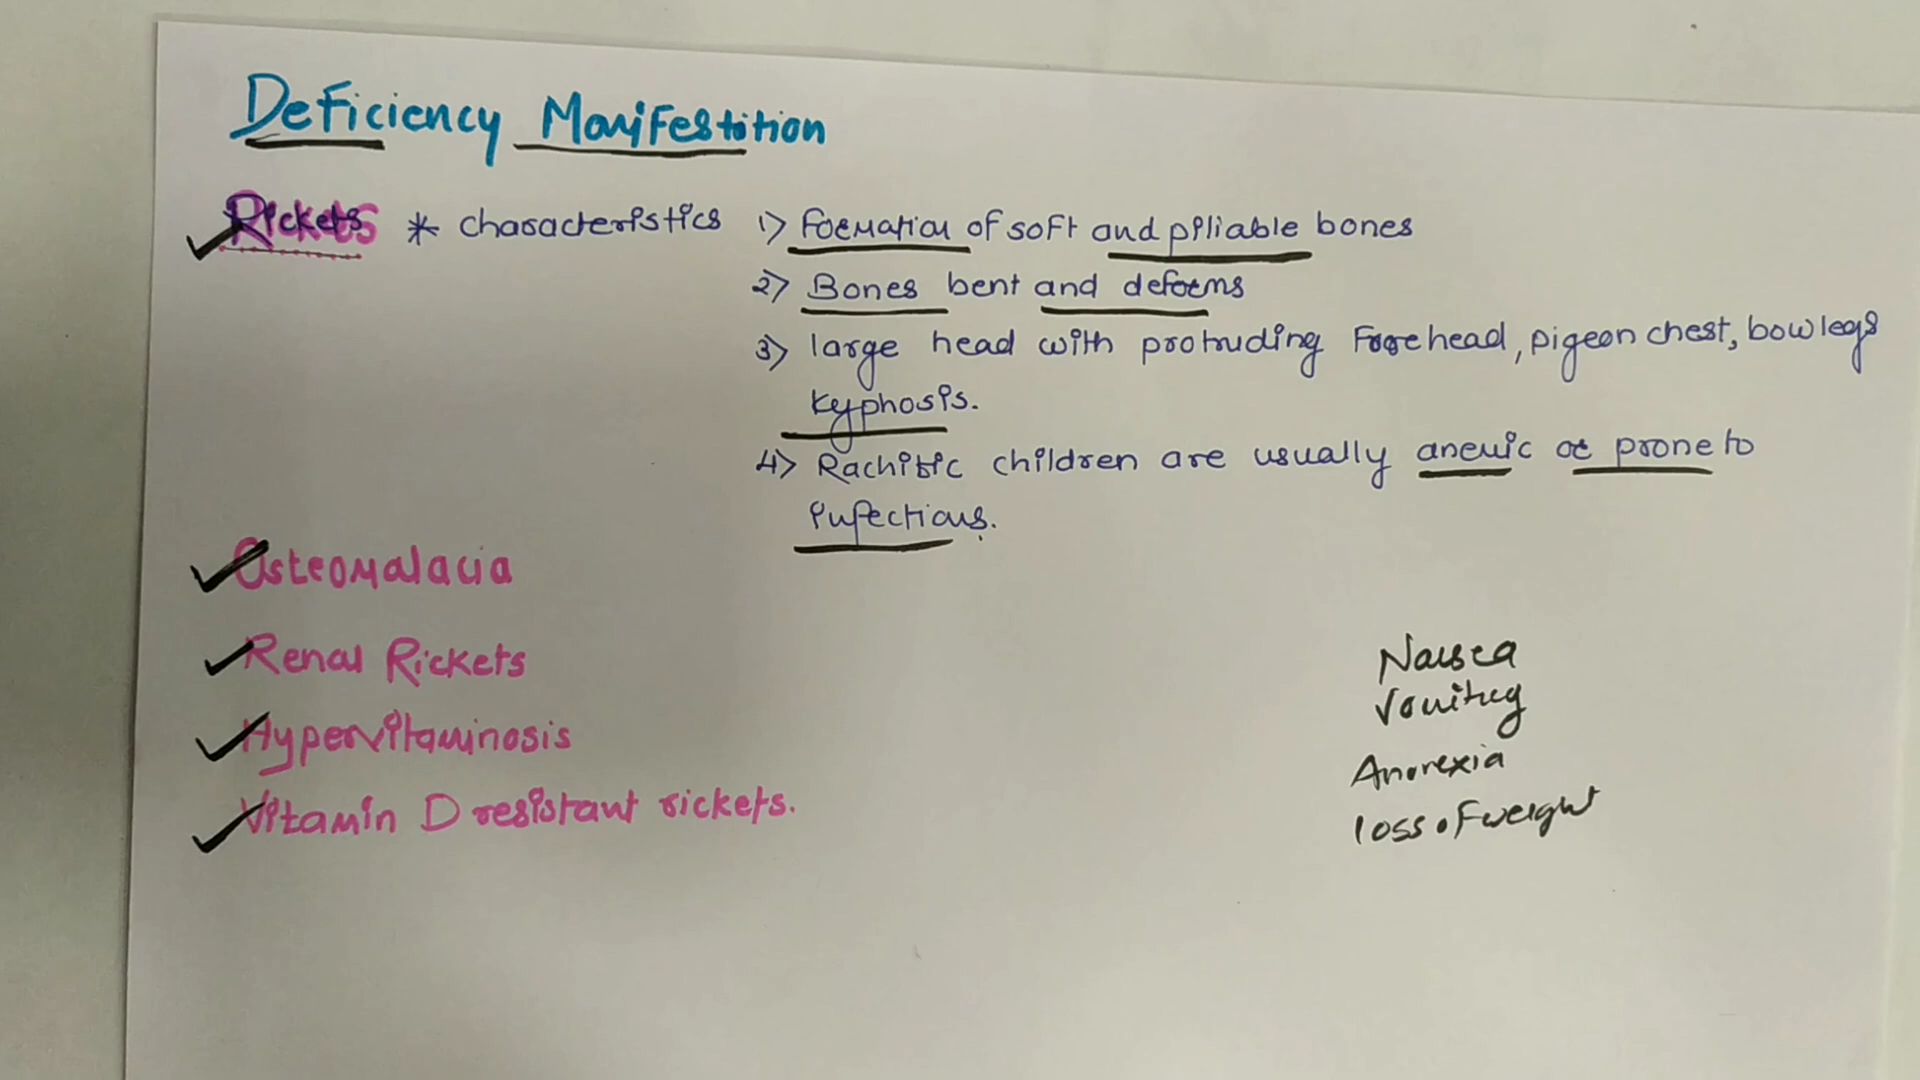 Deficiency Manifestition
Rickets * characteristics 1) Formation of soft and pliable bones
2) Bones bent and deforms
3) large head with protruding Forehead, pigeon chest, bow legs
kyphosis.
4) Rachitic children are usually anemic or prone to
infections.
Osteomalacia
Renal Rickets
Hypervitaminosis
Vitamin D resistant rickets.
Nausea
Vomiting
Anorexia
loss of weight